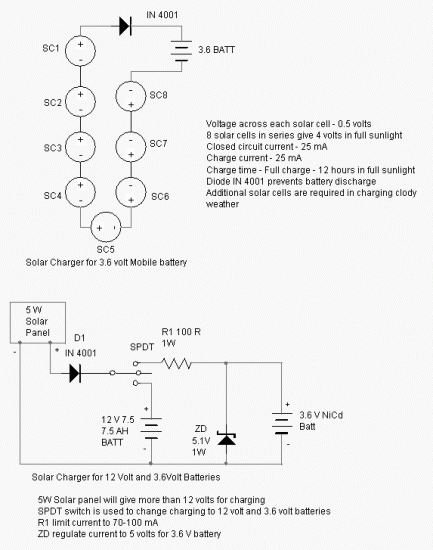 IN 4001
SC1
+
-
3.6 BATT
+
-
SC2
+
-
SC8
-
+
SC3
+
-
SC7
-
+
SC4
+
-
SC6
-
+
+ -
SC5
Voltage across each solar cell - 0.5 volts
8 solar cells in series give 4 volts in full sunlight
Closed circuit current - 25 mA
Charge current - 25 mA
Charge time - Full charge - 12 hours in full sunlight
Diode IN 4001 prevents battery discharge
Additional solar cells are required in charging clody
weather
Solar Charger for 3.6 volt Mobile battery
5 W
Solar
Panel
- +
D1
IN 4001
SPDT
R1 100 R
1W
12 V 7.5
7.5 AH
BATT
+
-
ZD
5.1V
1W
+
-
3.6 V NiCd
Batt
Solar Charger for 12 Volt and 3.6Volt Batteries
5W Solar panel will give more than 12 volts for charging
SPDT switch is used to change charging to 12 volt and 3.6 volt batteries
R1 limit current to 70-100 mA
ZD regulate current to 5 volts for 3.6 V battery